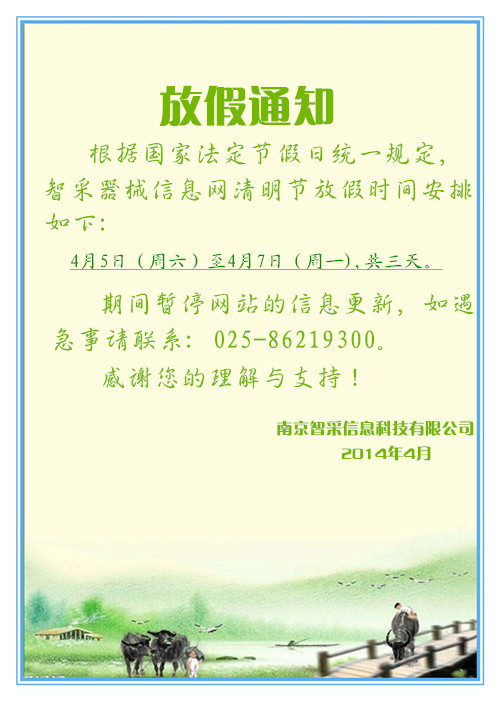 放假通知
根据国家法定节假日统一规定，
智采器械信息网清明节放假时间安排
如下：
4月5日（周六）至4月7日（周一），共三天。
期间暂停网站的信息更新，如遇
急事请联系：025-86219300。
感谢您的理解与支持！
南京智采信息科技有限公司
2014年4月